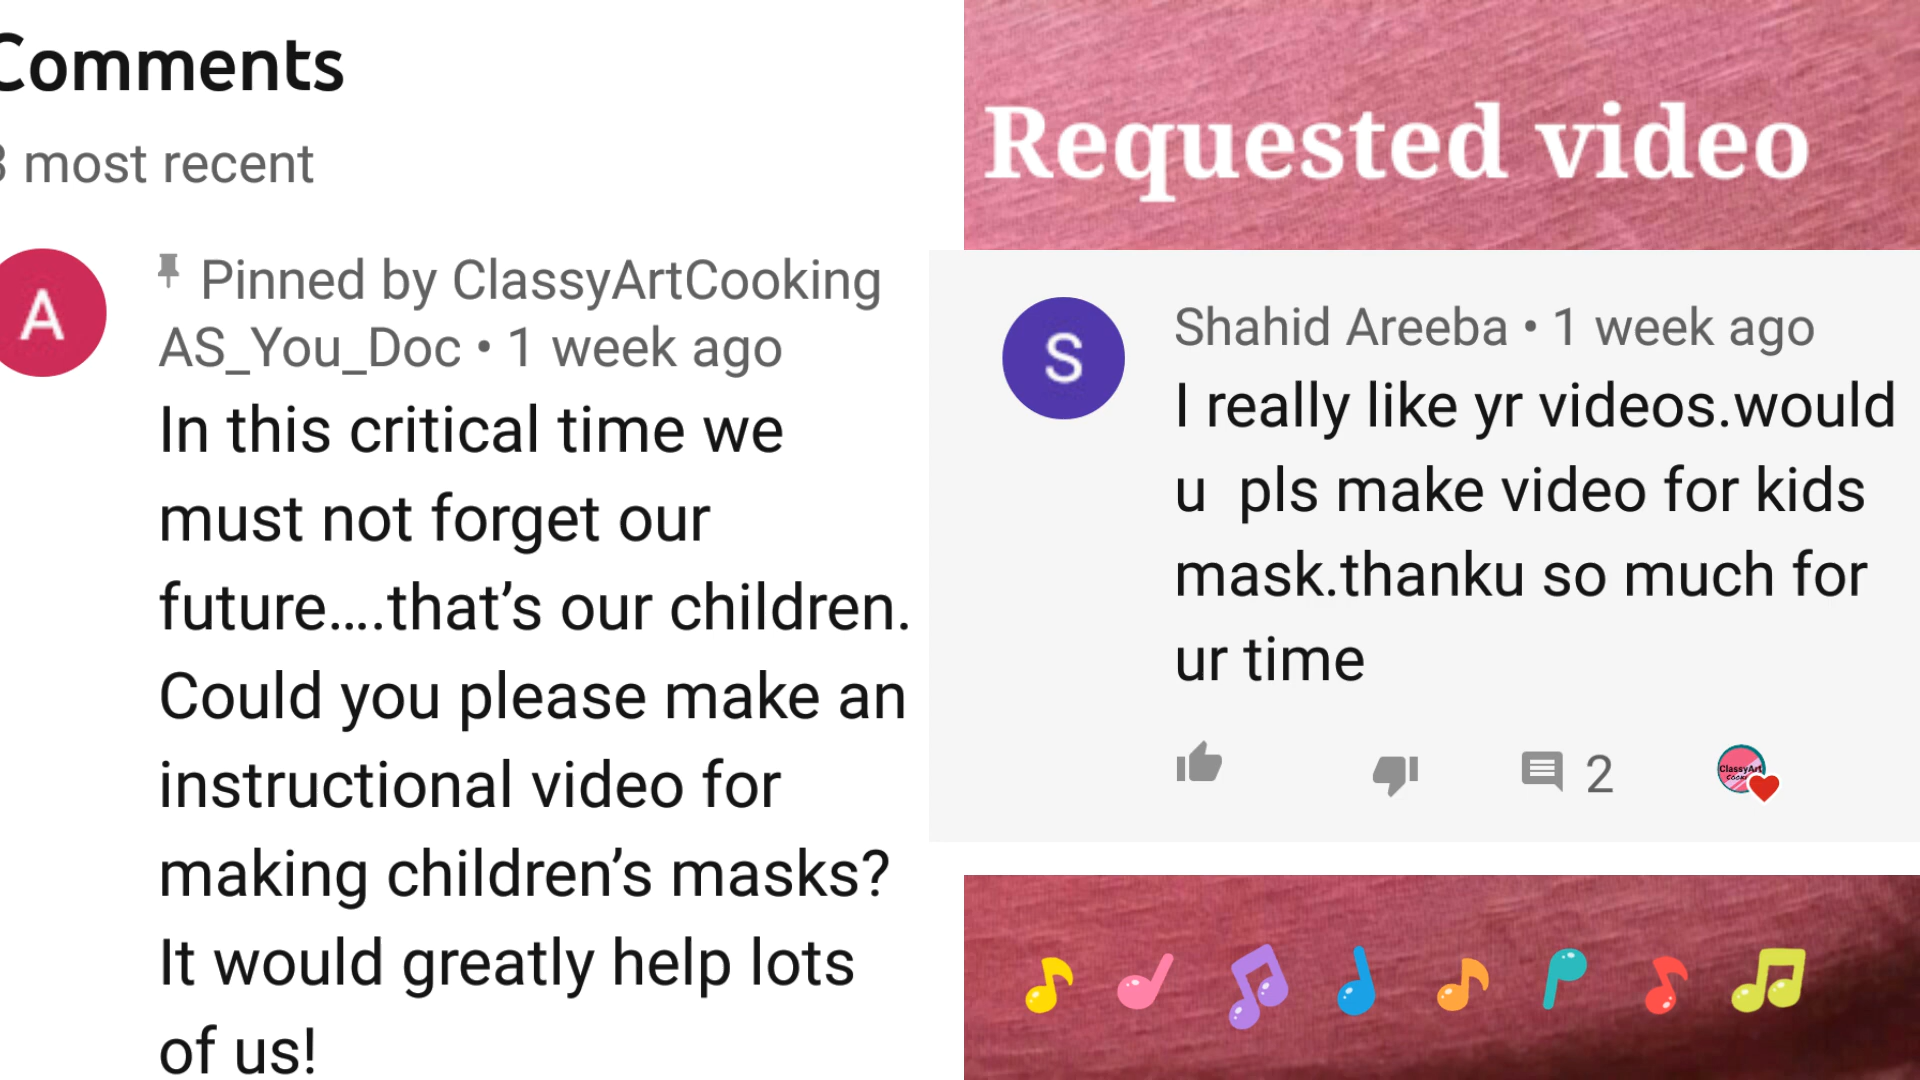 Comments
3 most recent
A
Pinned by ClassyArtCooking
AS_You_Doc • 1 week ago
In this critical time we
must not forget our
future....that’s our children.
Could you please make an
instructional video for
making children’s masks?
It would greatly help lots
of us!
Requested video
S
Shahid Areeba • 1 week ago
I really like yr videos.would
u  pls make video for kids
mask.thanku so much for
ur time
2
ClassyArt